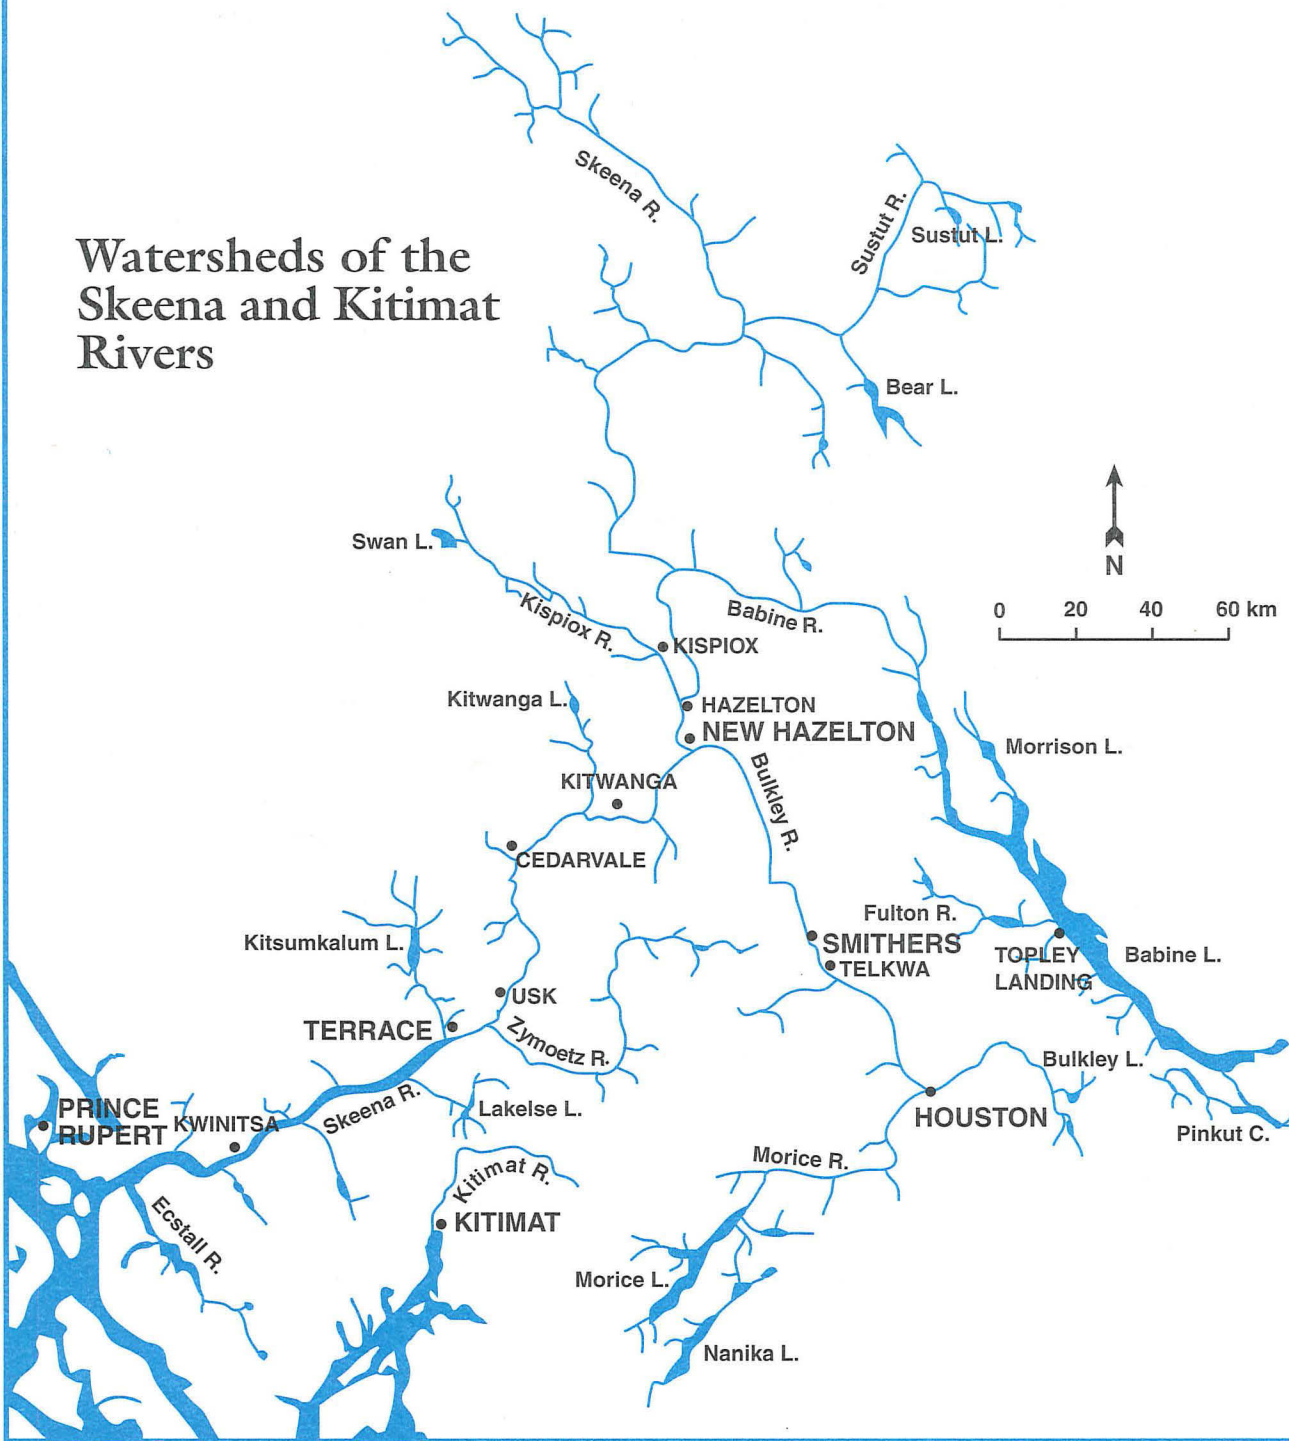 Watersheds of the
Skeena and Kitimat
Rivers
Skeena R.
Sustut R.
Sustut L.
Bear L.
Swan L.
N
0 20 40 60 km
Kispiox R.
Babine R.
KISPIOX
Kitwanga L.
HAZELTON
NEW HAZELTON
Morrison L.
KITWANGA
Bulkley R.
CEDARVALE
Fulton R.
Kitsumkalum L.
SMITHERS
TOPLEY
LANDING
Babine L.
TELKWA
USK
TERRACE
Zymoetz R.
Bulkley L.
Skeena R.
Lakelse L.
PRINCE
RUPERT
KWINITSA
HOUSTON
Pinkut C.
Morice R.
Kitimat R.
Ecstall R.
KITIMAT
Morice L.
Nanika L.